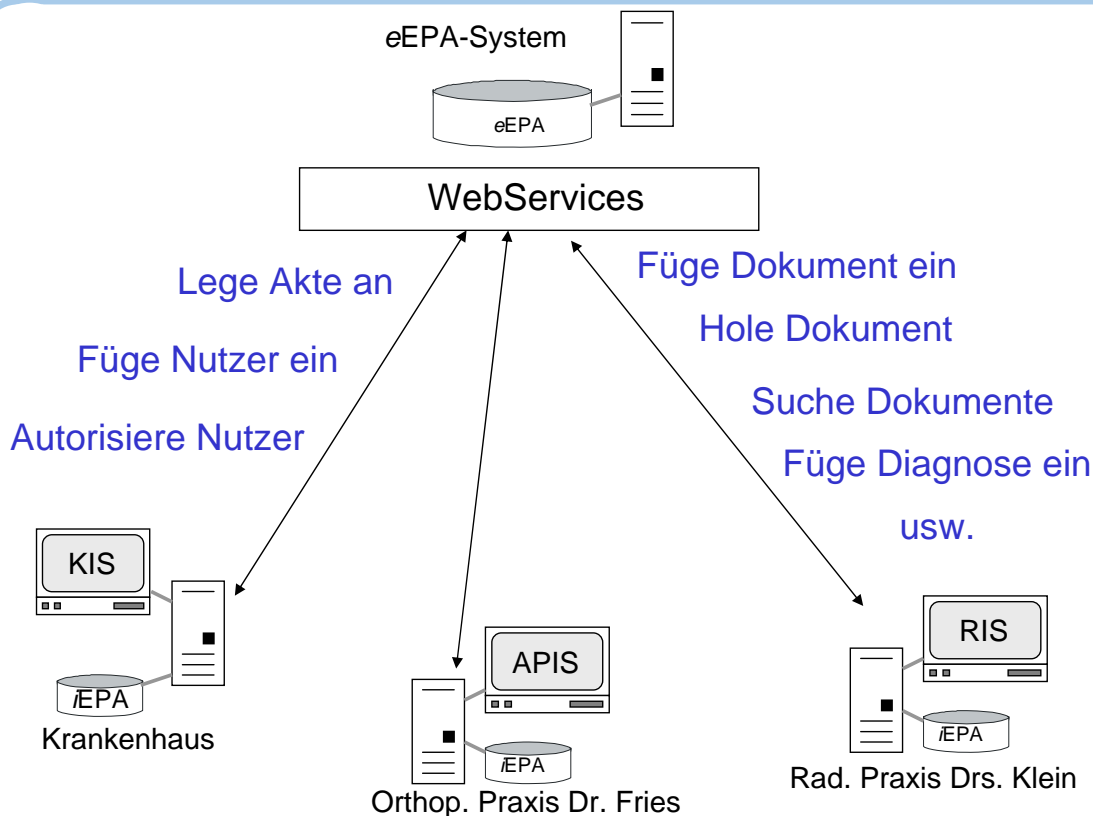 eEPA-System
eEPA
WebServices
Lege Akte an
Füge Nutzer ein
Autorisiere Nutzer
Füge Dokument ein
Hole Dokument
Suche Dokumente
Füge Diagnose ein
usw.
KIS
iEPA
Krankenhaus
APIS
iEPA
Orthop. Praxis Dr. Fries
RIS
iEPA
Rad. Praxis Drs. Klein